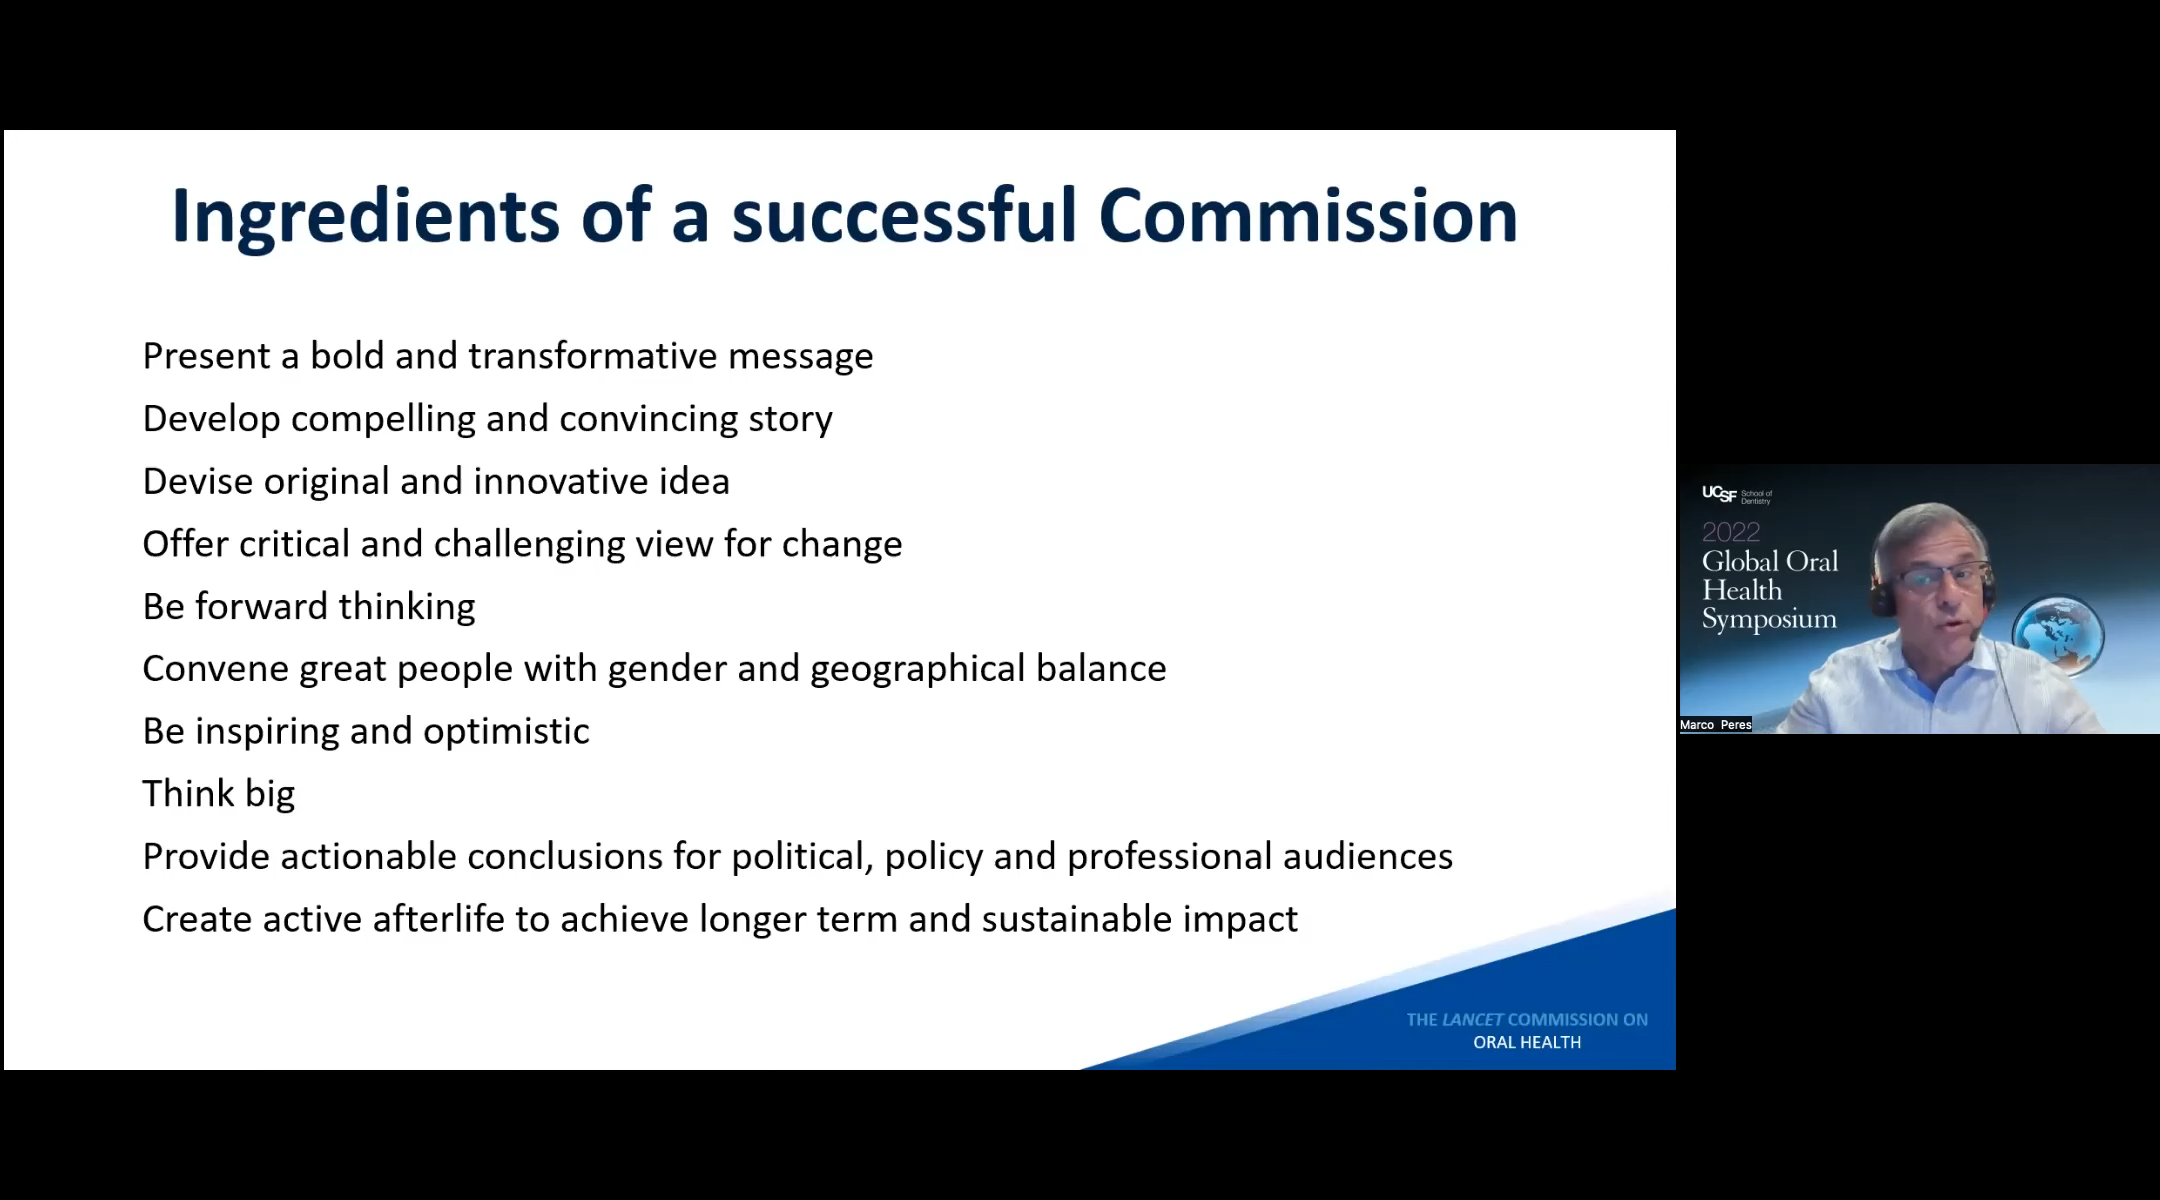 Ingredients of a successful Commission
Present a bold and transformative message
Develop compelling and convincing story
Devise original and innovative idea
Offer critical and challenging view for change
Be forward thinking
Convene great people with gender and geographical balance
Be inspiring and optimistic
Think big
Provide actionable conclusions for political, policy and professional audiences
Create active afterlife to achieve longer term and sustainable impact
THE LANCET COMMISSION ON
ORAL HEALTH
UCSF School of
Dentistry
2022
Global Oral
Health
Symposium
Marco Peres